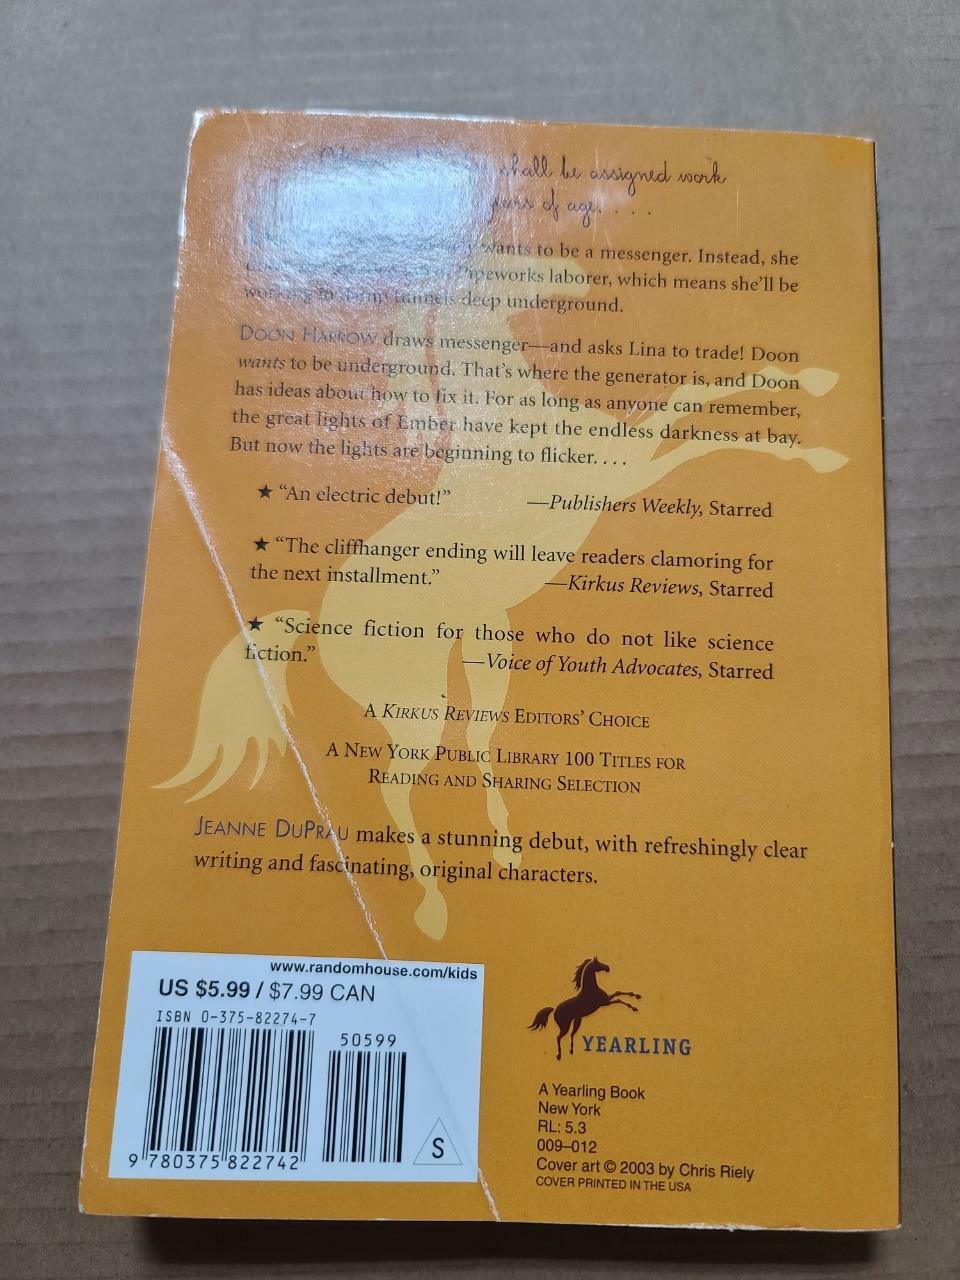 shall be assigned work
years of age. . . .
wants to be a messenger. Instead, she
Pipeworks laborer, which means she'll be
working in tunnels deep underground.
DOON HARROW draws messenger—and asks Lina to trade! Doon
wants to be underground. That's where the generator is, and Doon
has ideas about how to fix it. For as long as anyone can remember,
the great lights of Ember have kept the endless darkness at bay.
But now the lights are beginning to flicker. . . .
★ “An electric debut!” —Publishers Weekly, Starred
★ “The cliffhanger ending will leave readers clamoring for
the next installment.” —Kirkus Reviews, Starred
★ “Science fiction for those who do not like science
fiction.” —Voice of Youth Advocates, Starred
A KIRKUS REVIEWS EDITORS' CHOICE
A NEW YORK PUBLIC LIBRARY 100 TITLES FOR
READING AND SHARING SELECTION
JEANNE DUPRAU makes a stunning debut, with refreshingly clear
writing and fascinating, original characters.
www.randomhouse.com/kids
US $5.99 / $7.99 CAN
ISBN 0-375-82274-7
50599
9 780375 822742
S
YEARLING
A Yearling Book
New York
RL: 5.3
009–012
Cover art © 2003 by Chris Riely
COVER PRINTED IN THE USA